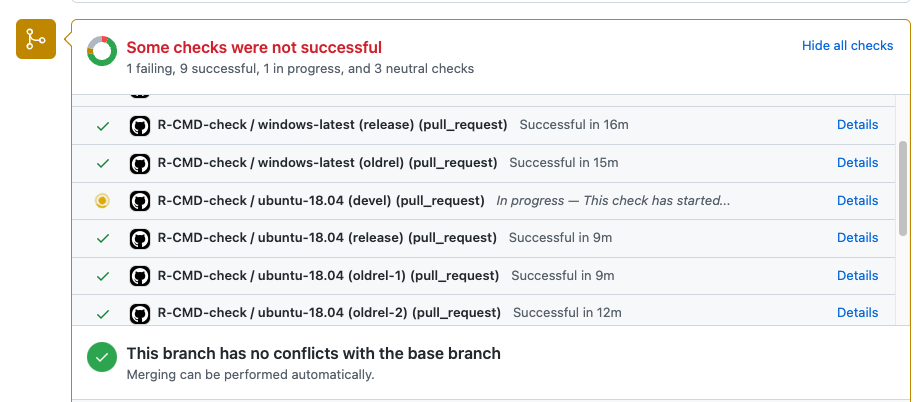 Some checks were not successful
Hide all checks
1 failing, 9 successful, 1 in progress, and 3 neutral checks
R-CMD-check / windows-latest (release) (pull_request) Successful in 16m Details
R-CMD-check / windows-latest (oldrel) (pull_request) Successful in 15m Details
R-CMD-check / ubuntu-18.04 (devel) (pull_request) In progress — This check has started... Details
R-CMD-check / ubuntu-18.04 (release) (pull_request) Successful in 9m Details
R-CMD-check / ubuntu-18.04 (oldrel-1) (pull_request) Successful in 9m Details
R-CMD-check / ubuntu-18.04 (oldrel-2) (pull_request) Successful in 12m Details
This branch has no conflicts with the base branch
Merging can be performed automatically.